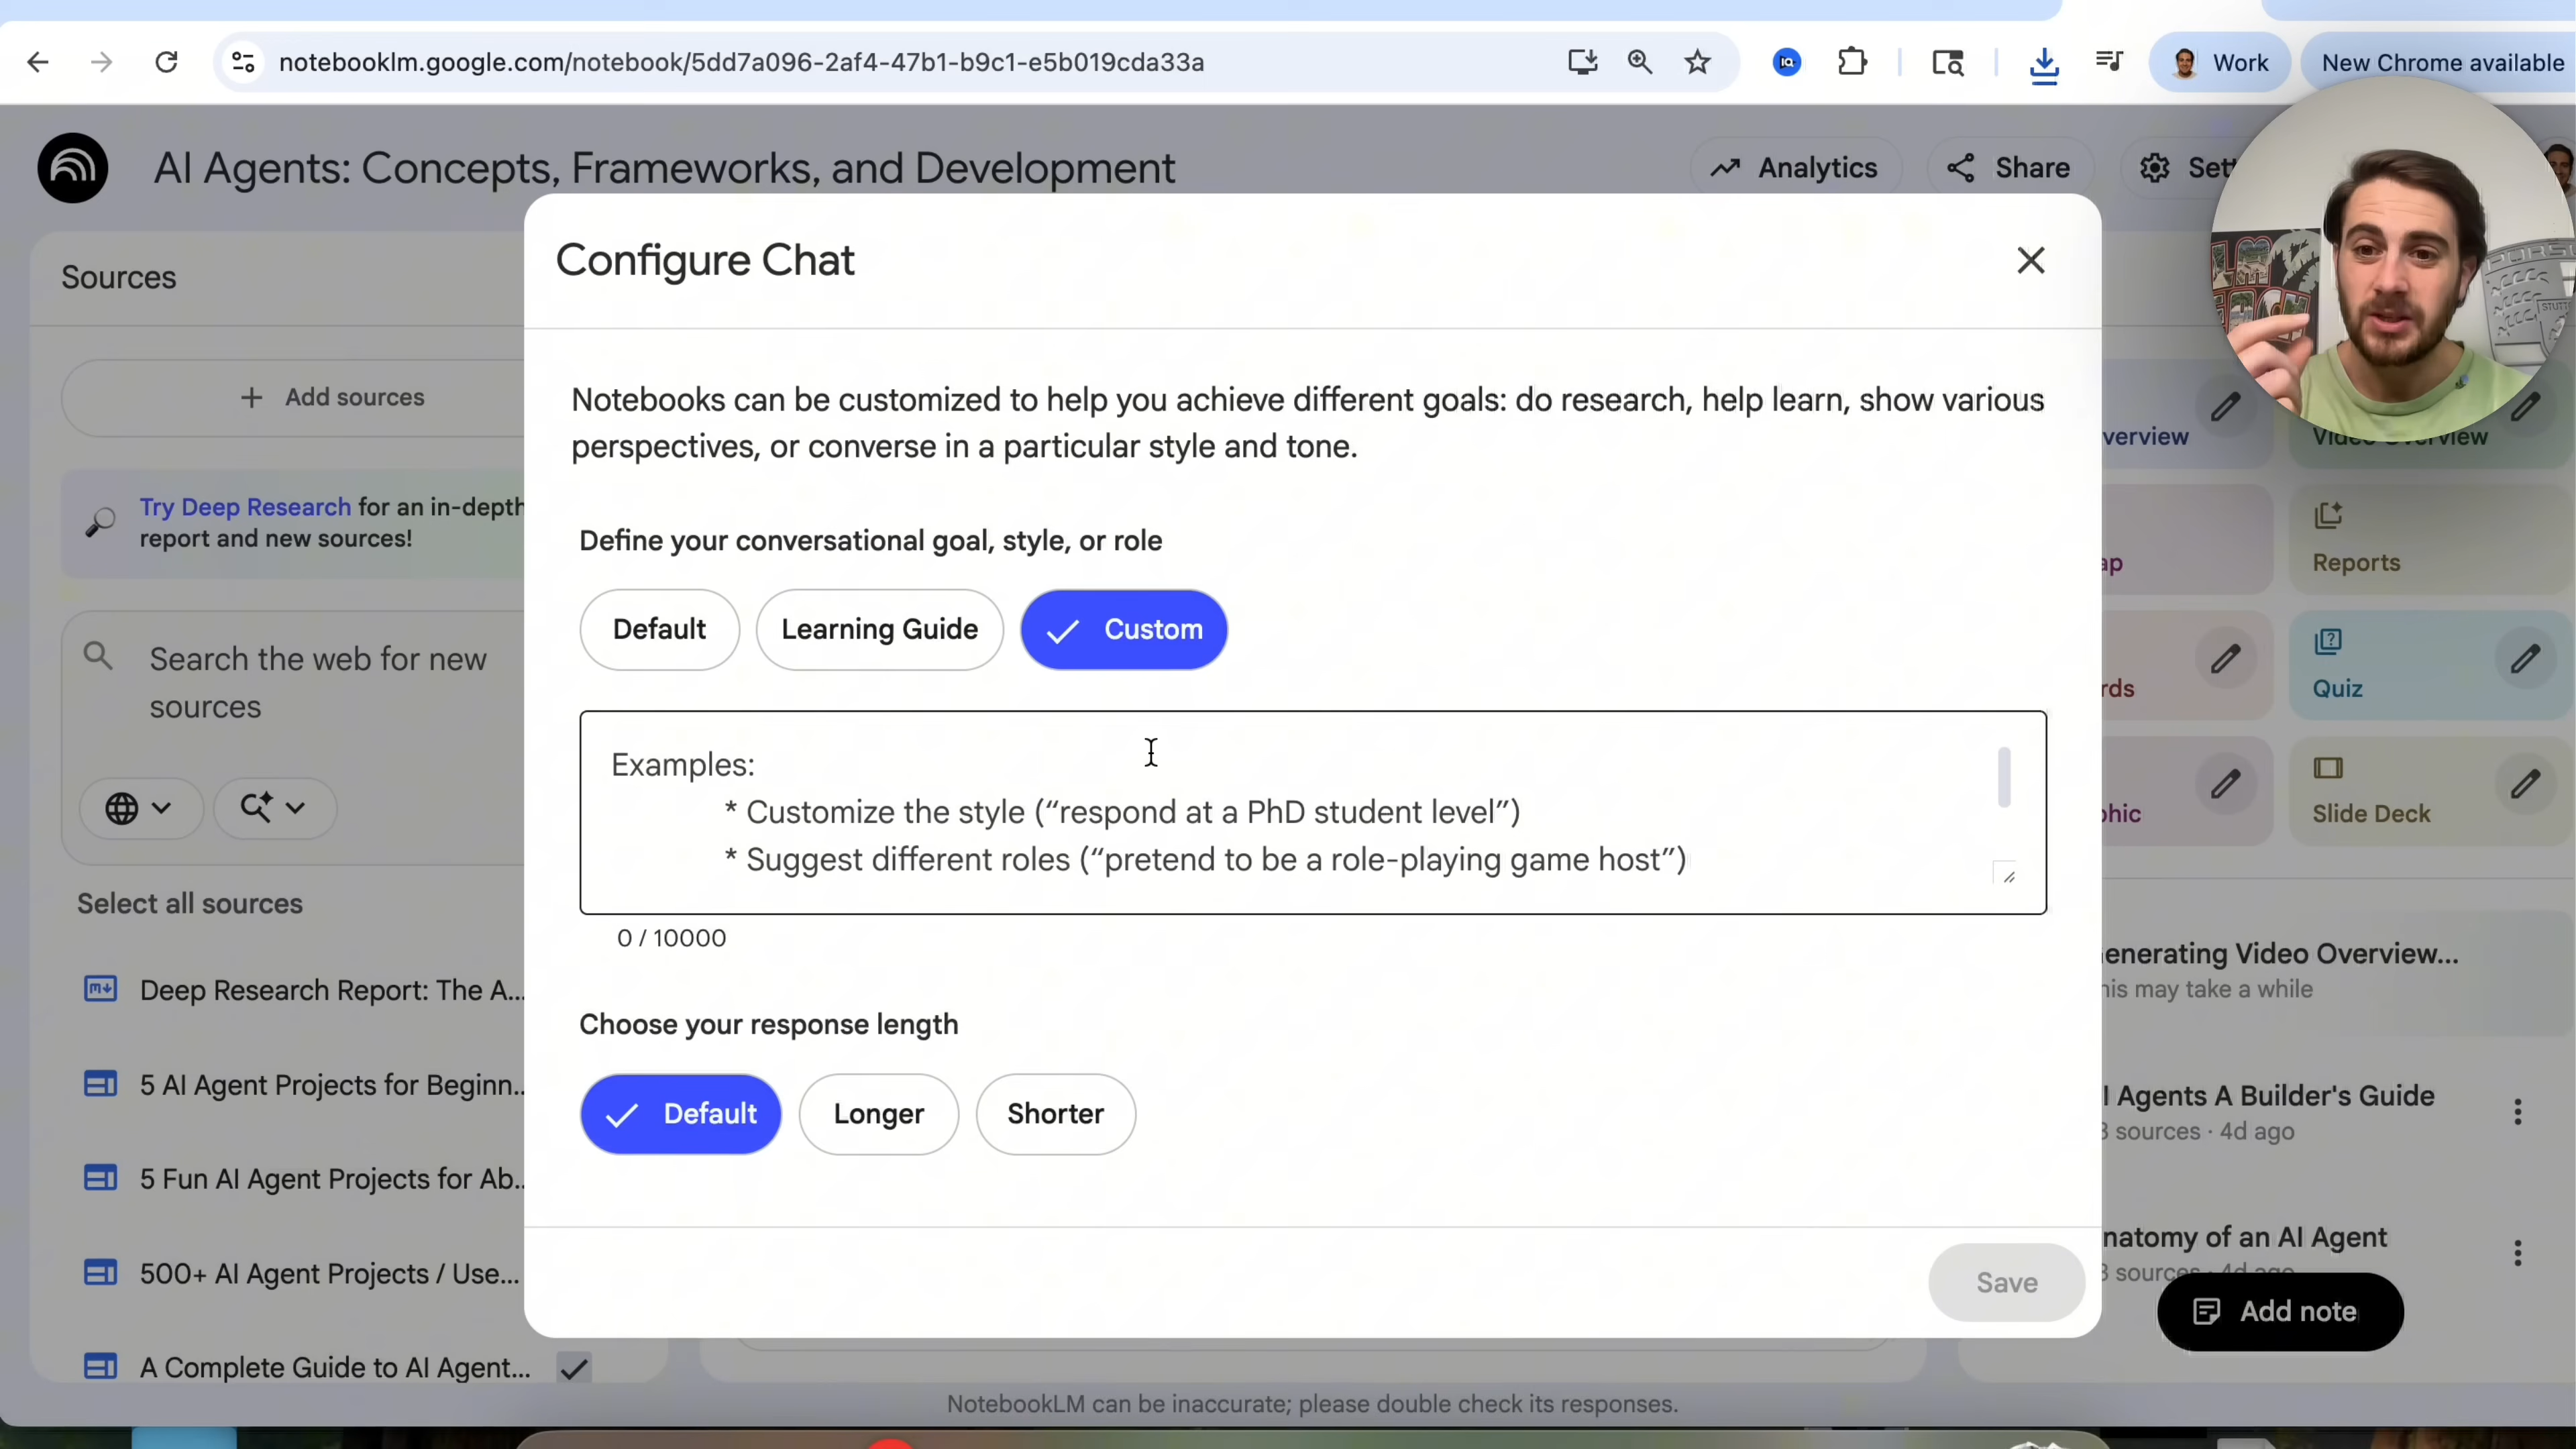 notebooklm.google.com/notebook/5dd7a096-2af4-47b1-b9c1-e5b019cda33a
Work
New Chrome available
AI Agents: Concepts, Frameworks, and Development
Analytics
Share
Sett
Sources
+ Add sources
Try Deep Research for an in-depth
report and new sources!
Search the web for new
sources
Select all sources
Deep Research Report: The A...
5 AI Agent Projects for Beginn...
5 Fun AI Agent Projects for Ab...
500+ AI Agent Projects / Use...
A Complete Guide to AI Agent...
Configure Chat
Notebooks can be customized to help you achieve different goals: do research, help learn, show various
perspectives, or converse in a particular style and tone.
Define your conversational goal, style, or role
Default
Learning Guide
Custom
Examples:
* Customize the style (“respond at a PhD student level”)
* Suggest different roles (“pretend to be a role-playing game host”)
0 / 10000
Choose your response length
Default
Longer
Shorter
Save
verview
Video Overview
ap
Reports
rds
Quiz
phic
Slide Deck
enerating Video Overview...
his may take a while
I Agents A Builder's Guide
3 sources · 4d ago
natomy of an AI Agent
3 sources · 4d ago
Add note
NotebookLM can be inaccurate; please double check its responses.